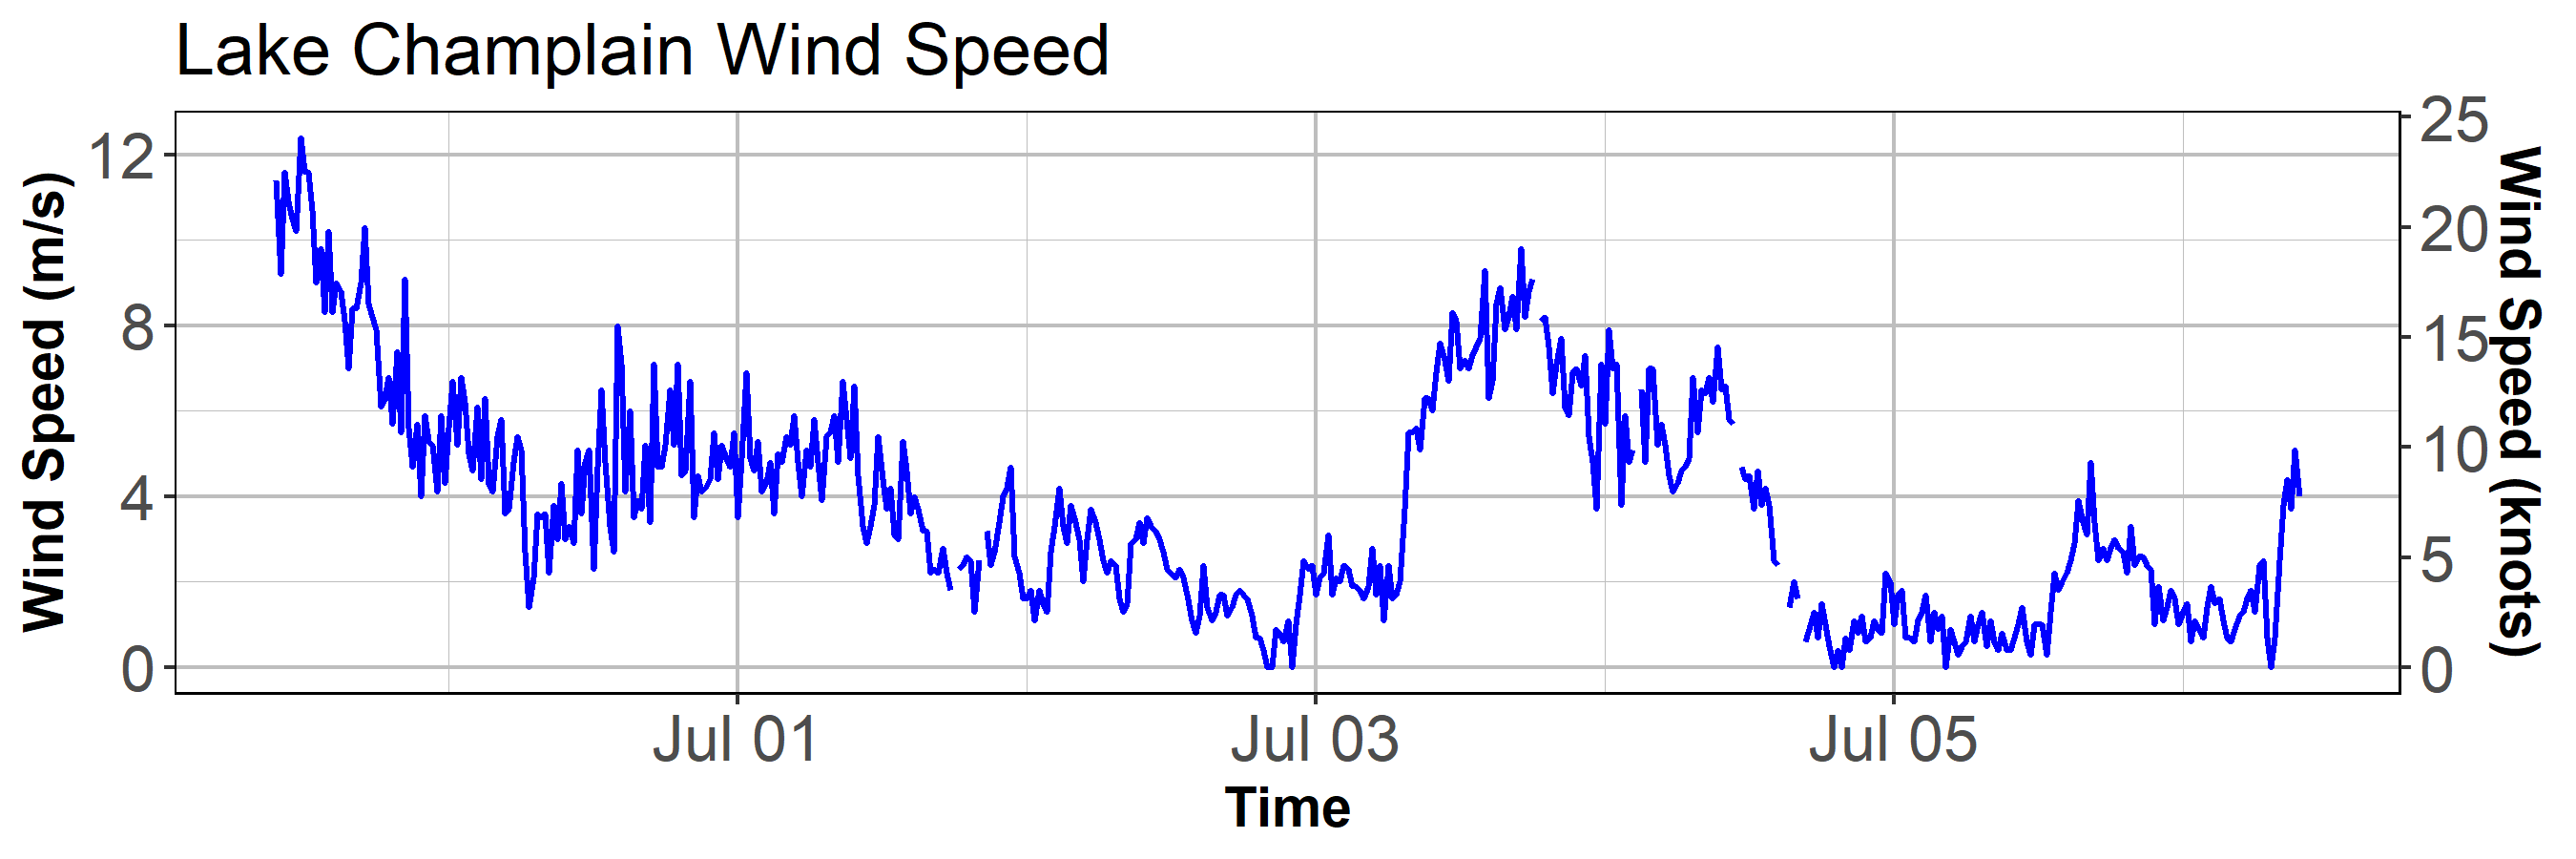 Lake Champlain Wind Speed
Wind Speed (m/s)
12
8
4
0
25
20
15
10
5
0
Wind Speed (knots)
Jul 01
Jul 03
Jul 05
Time